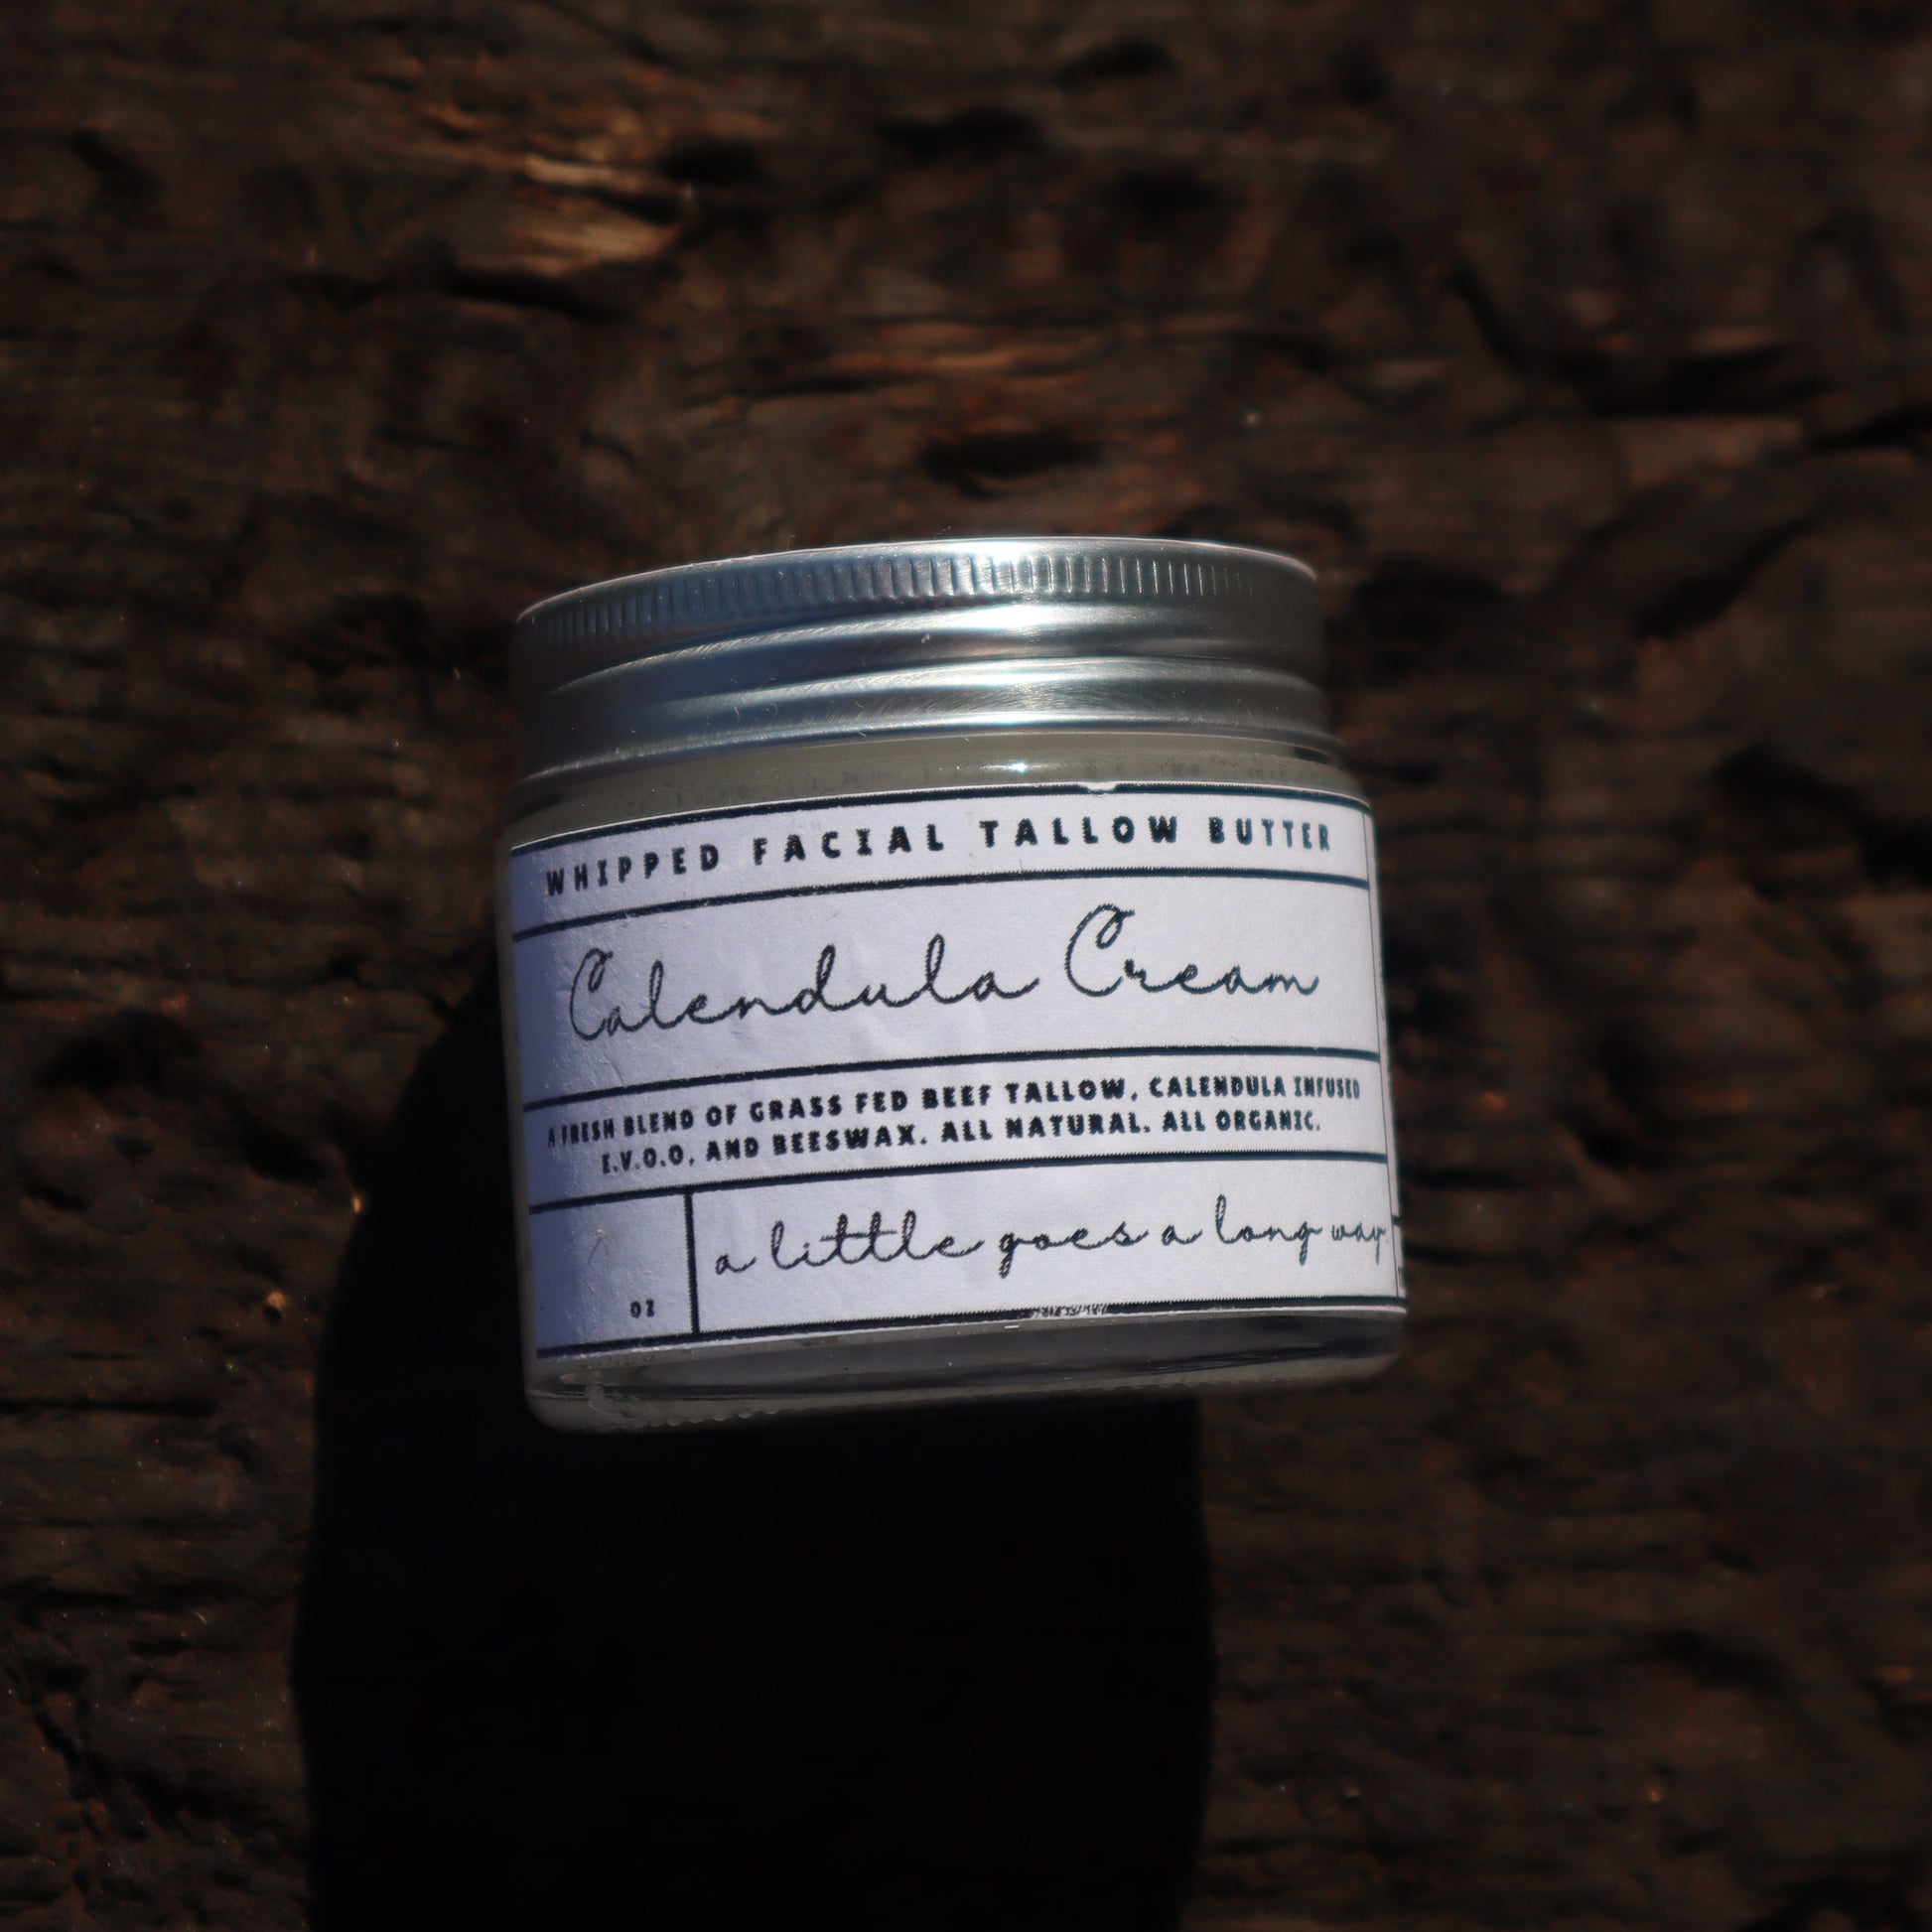 WHIPPED FACIAL TALLOW BUTTER
Calendula Cream
A FRESH BLEND OF GRASS FED BEEF TALLOW, CALENDULA INFUSED
E.V.O.O, AND BEESWAX. ALL NATURAL. ALL ORGANIC.
OZ
a little goes a long way.